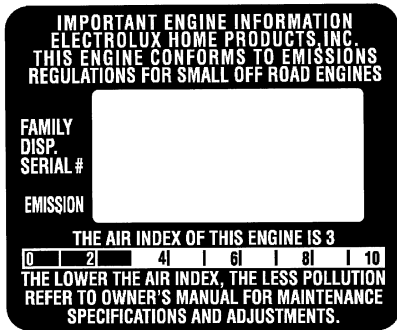 IMPORTANT ENGINE INFORMATION
ELECTROLUX HOME PRODUCTS,INC.
THIS ENGINE CONFORMS TO EMISSIONS
REGULATIONS FOR SMALL OFF ROAD ENGINES
FAMILY
DISP.
SERIAL #
EMISSION
THE AIR INDEX OF THIS ENGINE IS 3
0 2 4 6 8 10
THE LOWER THE AIR INDEX, THE LESS POLLUTION
REFER TO OWNER'S MANUAL FOR MAINTENANCE
SPECIFICATIONS AND ADJUSTMENTS.